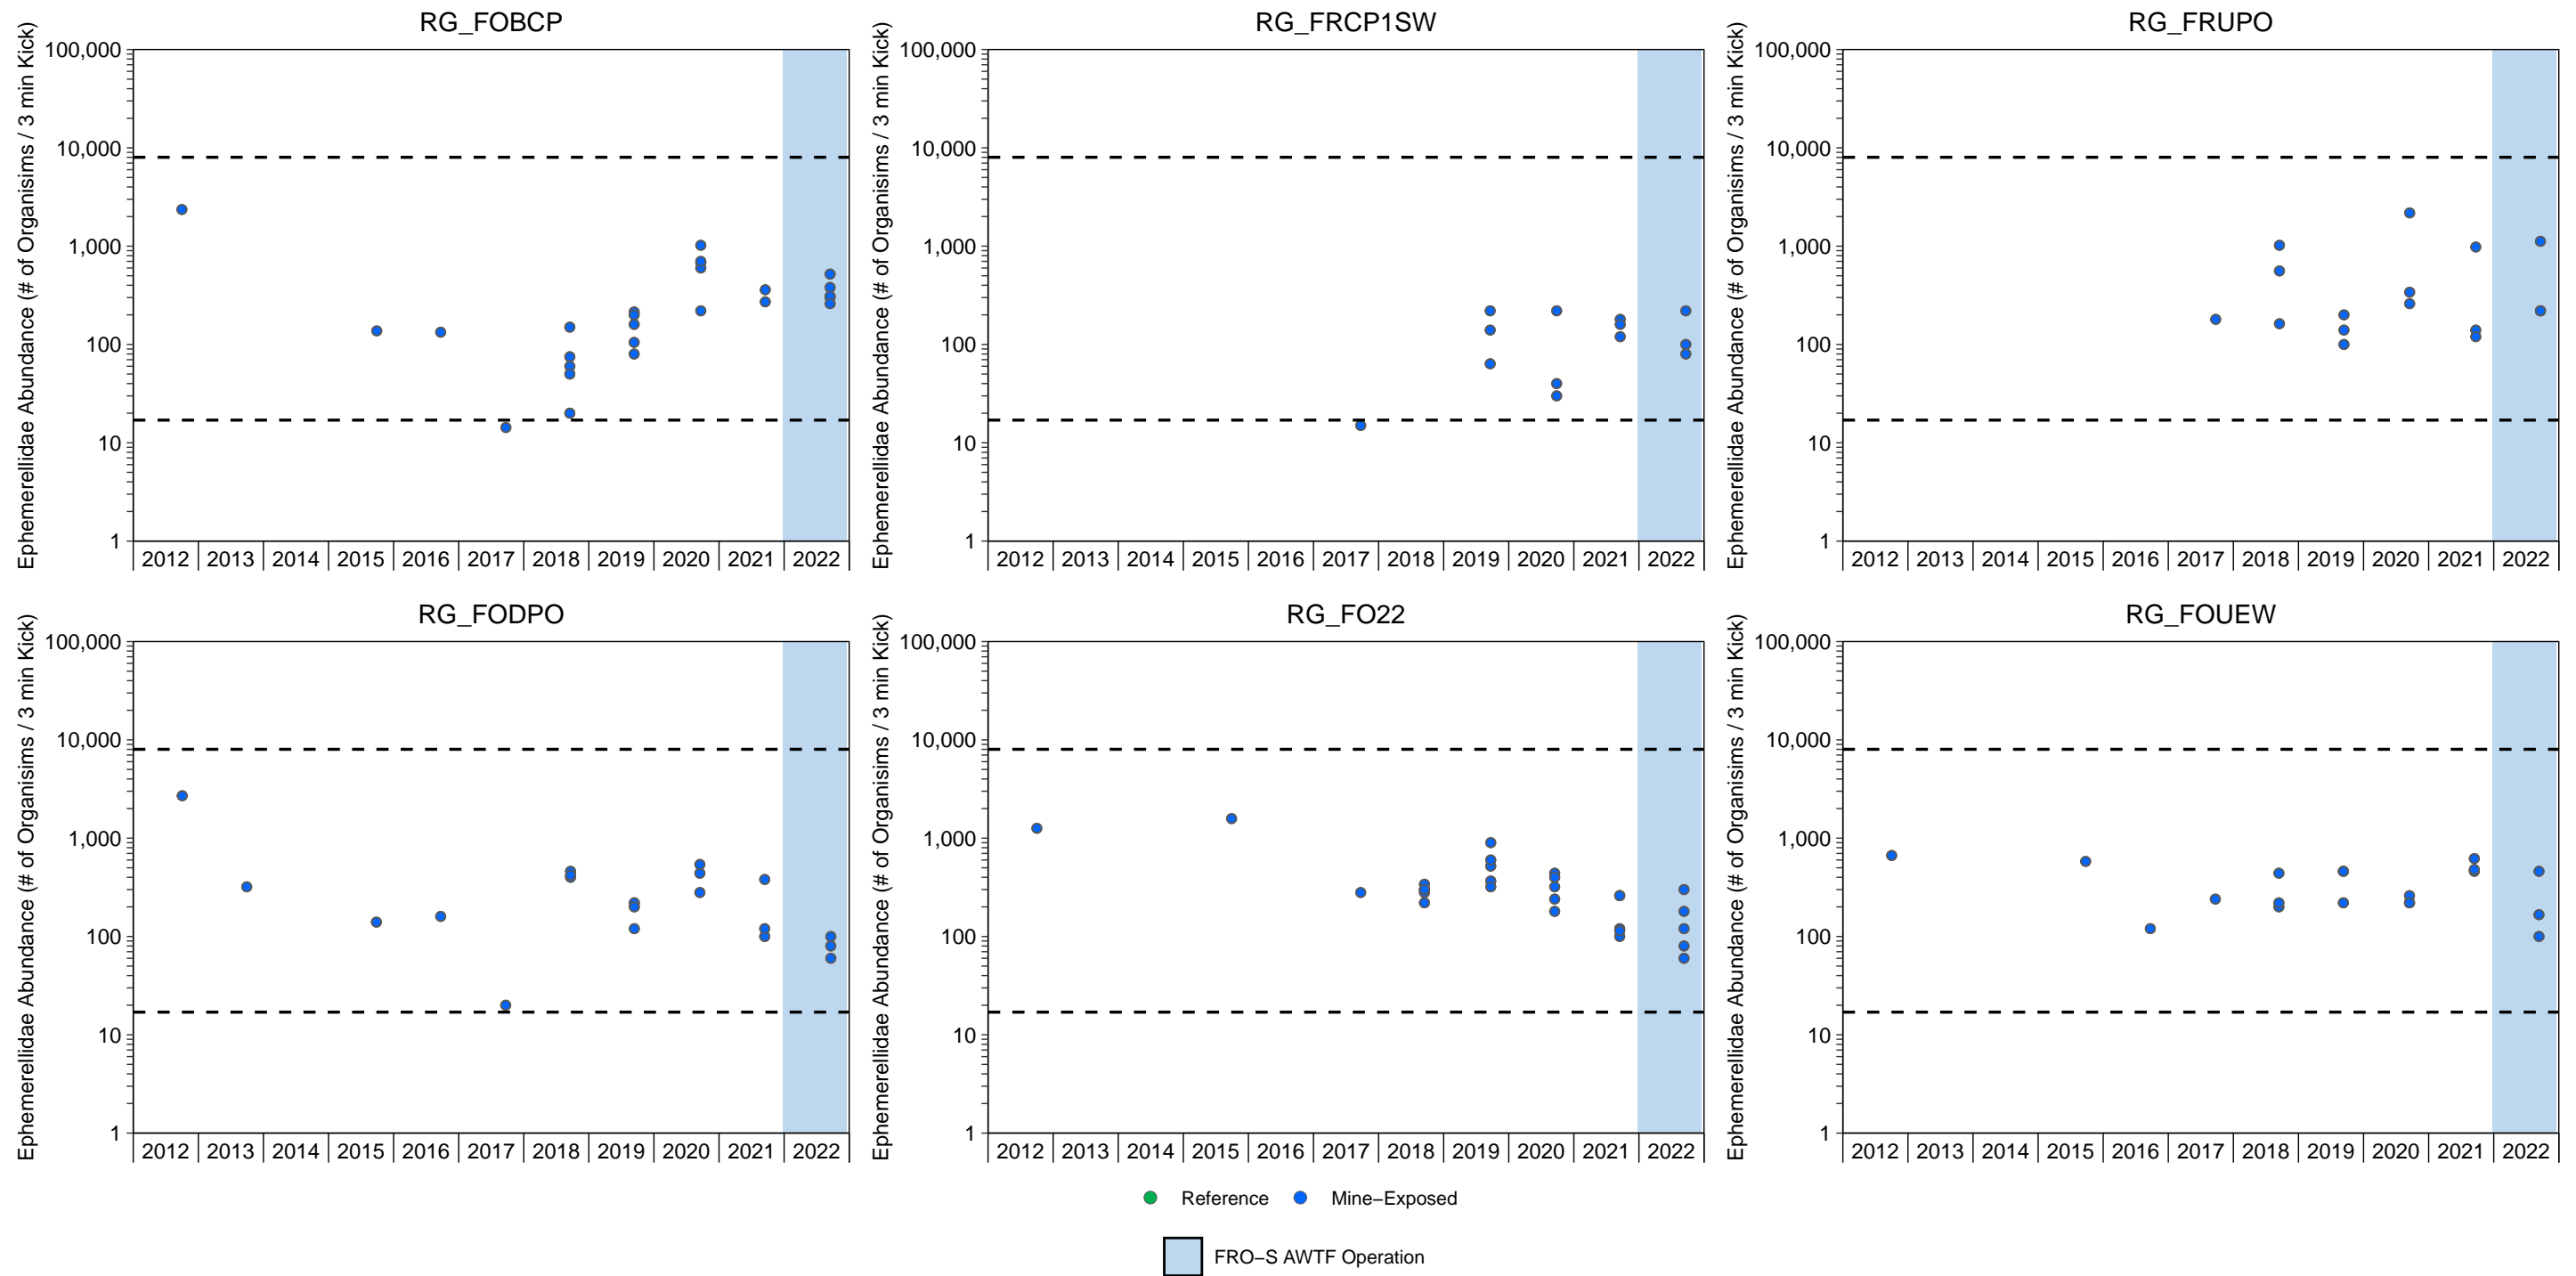 RG_FOBCP
RG_FRCP1SW
RG_FRUPO
Ephemerellidae Abundance (# of Organisims / 3 min Kick)
100,000
10,000
1,000
100
10
1
2012 2013 2014 2015 2016 2017 2018 2019 2020 2021 2022
Ephemerellidae Abundance (# of Organisims / 3 min Kick)
100,000
10,000
1,000
100
10
1
2012 2013 2014 2015 2016 2017 2018 2019 2020 2021 2022
Ephemerellidae Abundance (# of Organisims / 3 min Kick)
100,000
10,000
1,000
100
10
1
2012 2013 2014 2015 2016 2017 2018 2019 2020 2021 2022
RG_FODPO
RG_FO22
RG_FOUEW
Ephemerellidae Abundance (# of Organisims / 3 min Kick)
100,000
10,000
1,000
100
10
1
2012 2013 2014 2015 2016 2017 2018 2019 2020 2021 2022
Ephemerellidae Abundance (# of Organisims / 3 min Kick)
100,000
10,000
1,000
100
10
1
2012 2013 2014 2015 2016 2017 2018 2019 2020 2021 2022
Ephemerellidae Abundance (# of Organisims / 3 min Kick)
100,000
10,000
1,000
100
10
1
2012 2013 2014 2015 2016 2017 2018 2019 2020 2021 2022
Reference Mine−Exposed
FRO−S AWTF Operation